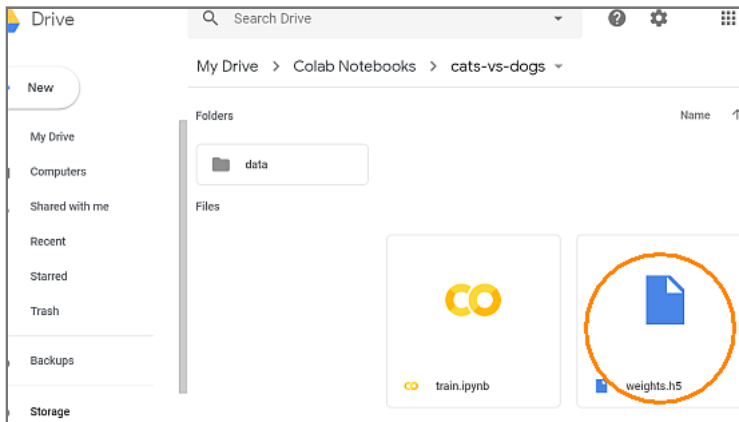 Drive
Search Drive
My Drive > Colab Notebooks > cats-vs-dogs
New
My Drive
Computers
Shared with me
Recent
Starred
Trash
Backups
Storage
Folders
Name
data
Files
train.ipynb
weights.h5